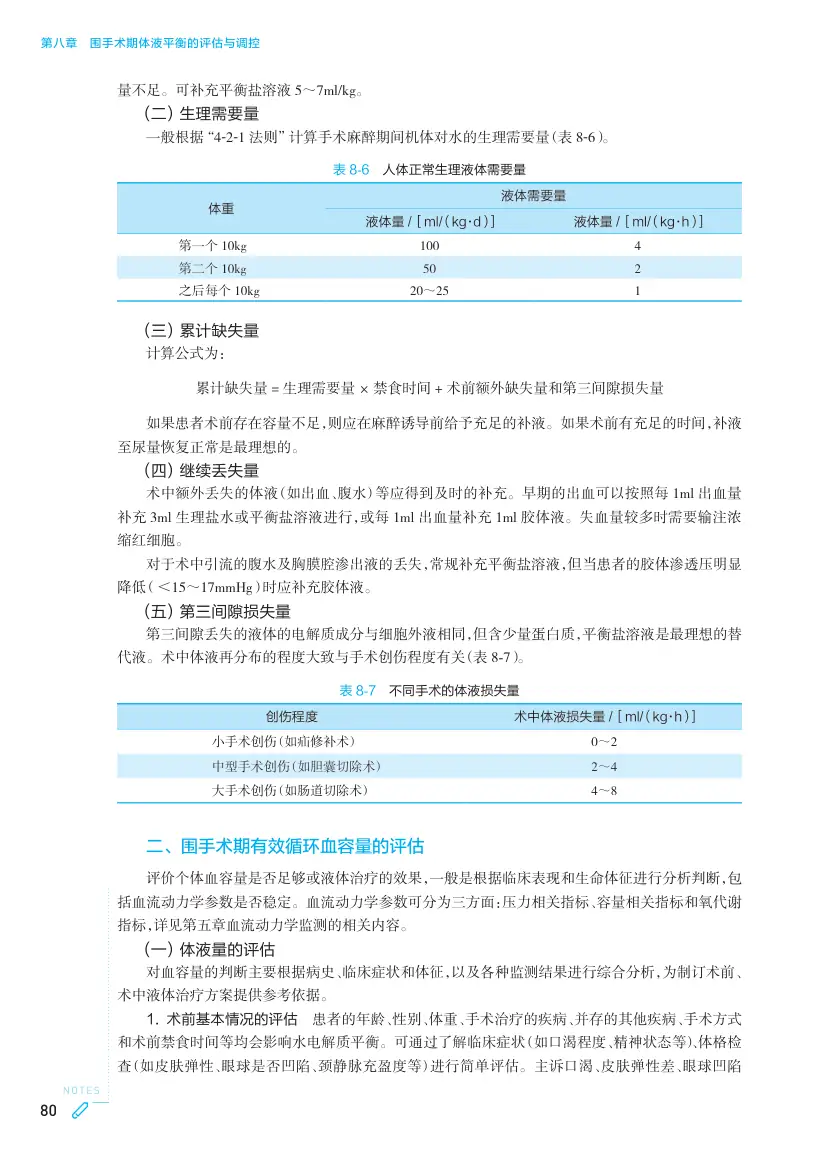 第八章　围手术期体液平衡的评估与调控
量不足。可补充平衡盐溶液 5～7ml/kg。
（二）生理需要量
一般根据 “4-2-1 法则” 计算手术麻醉期间机体对水的生理需要量（表 8-6）。
表 8-6　人体正常生理液体需要量
体重
液体需要量
液体量 /［ml/（kg·d）］　液体量 /［ml/（kg·h）］
第一个 10kg　100　4
第二个 10kg　50　2
之后每个 10kg　20～25　1
（三）累计缺失量
计算公式为：
累计缺失量 = 生理需要量 × 禁食时间 + 术前额外缺失量和第三间隙损失量
如果患者术前存在容量不足，则应在麻醉诱导前给予充足的补液。如果术前有充足的时间，补液
至尿量恢复正常是最理想的。
（四）继续丢失量
术中额外丢失的体液（如出血、腹水）等应得到及时的补充。早期的出血可以按照每 1ml 出血量
补充 3ml 生理盐水或平衡盐溶液进行，或每 1ml 出血量补充 1ml 胶体液。失血量较多时需要输注浓
缩红细胞。
对于术中引流的腹水及胸膜腔渗出液的丢失，常规补充平衡盐溶液，但当患者的胶体渗透压明显
降低（＜15～17mmHg）时应补充胶体液。
（五）第三间隙损失量
第三间隙丢失的液体的电解质成分与细胞外液相同，但含少量蛋白质，平衡盐溶液是最理想的替
代液。术中体液再分布的程度大致与手术创伤程度有关（表 8-7）。
表 8-7　不同手术的体液损失量
创伤程度　术中体液损失量 /［ml/（kg·h）］
小手术创伤（如疝修补术）　0～2
中型手术创伤（如胆囊切除术）　2～4
大手术创伤（如肠道切除术）　4～8
二、围手术期有效循环血容量的评估
评价个体血容量是否足够或液体治疗的效果，一般是根据临床表现和生命体征进行分析判断，包
括血流动力学参数是否稳定。血流动力学参数可分为三方面：压力相关指标、容量相关指标和氧代谢
指标，详见第五章血流动力学监测的相关内容。
（一）体液量的评估
对血容量的判断主要根据病史、临床症状和体征，以及各种监测结果进行综合分析，为制订术前、
术中液体治疗方案提供参考依据。
1. 术前基本情况的评估　患者的年龄、性别、体重、手术治疗的疾病、并存的其他疾病、手术方式
和术前禁食时间等均会影响水电解质平衡。可通过了解临床症状（如口渴程度、精神状态等）、体格检
查（如皮肤弹性、眼球是否凹陷、颈静脉充盈度等）进行简单评估。主诉口渴、皮肤弹性差、眼球凹陷
NOTES
80